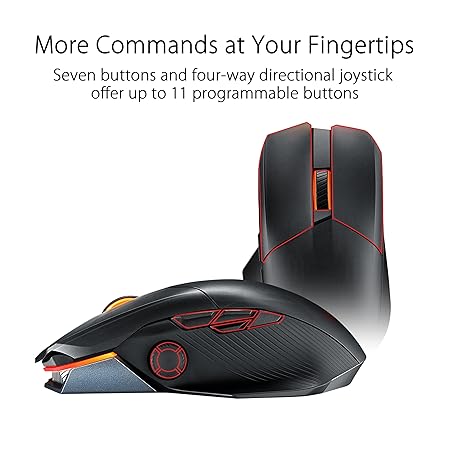 More Commands at Your Fingertips
Seven buttons and four-way directional joystick
offer up to 11 programmable buttons